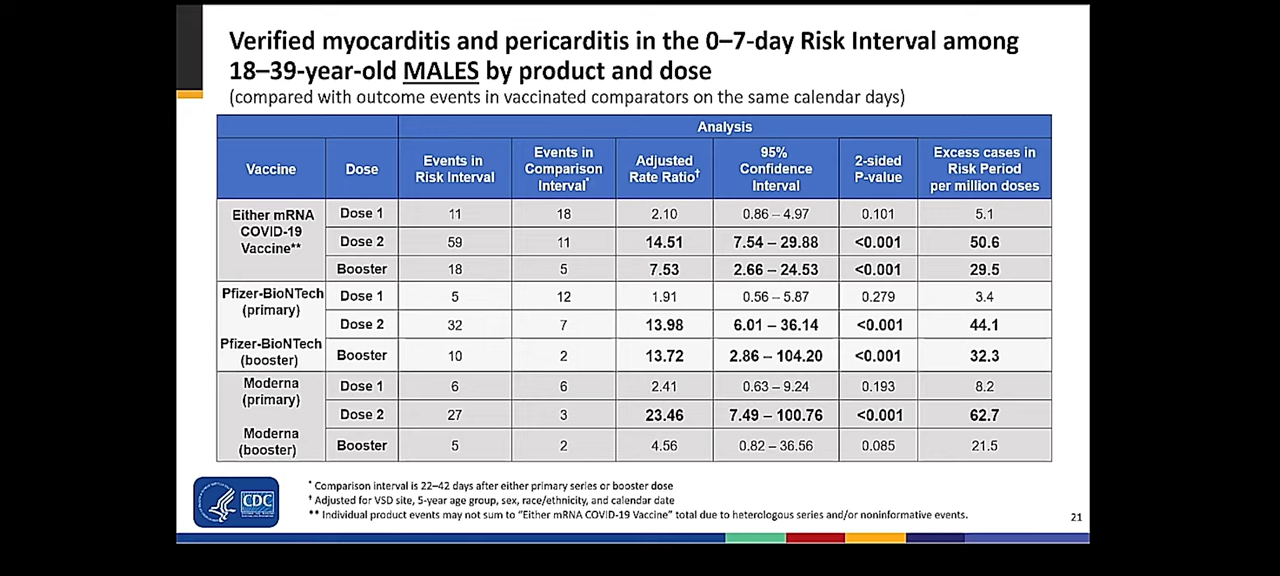 Verified myocarditis and pericarditis in the 0–7-day Risk Interval among
18–39-year-old MALES by product and dose
(compared with outcome events in vaccinated comparators on the same calendar days)
Analysis
Vaccine Dose Events in Risk Interval Events in Comparison Interval* Adjusted Rate Ratio† 95% Confidence Interval 2-sided P-value Excess cases in Risk Period per million doses
Either mRNA COVID-19 Vaccine** Dose 1 11 18 2.10 0.86 – 4.97 0.101 5.1
Dose 2 59 11 14.51 7.54 – 29.88 <0.001 50.6
Booster 18 5 7.53 2.66 – 24.53 <0.001 29.5
Pfizer-BioNTech (primary) Dose 1 5 12 1.91 0.56 – 5.87 0.279 3.4
Dose 2 32 7 13.98 6.01 – 36.14 <0.001 44.1
Pfizer-BioNTech (booster) Booster 10 2 13.72 2.86 – 104.20 <0.001 32.3
Moderna (primary) Dose 1 6 6 2.41 0.63 – 9.24 0.193 8.2
Dose 2 27 3 23.46 7.49 – 100.76 <0.001 62.7
Moderna (booster) Booster 5 2 4.56 0.82 – 36.56 0.085 21.5
* Comparison interval is 22–42 days after either primary series or booster dose
† Adjusted for VSD site, 5-year age group, sex, race/ethnicity, and calendar date
** Individual product events may not sum to “Either mRNA COVID-19 Vaccine” total due to heterologous series and/or noninformative events.
CDC
21